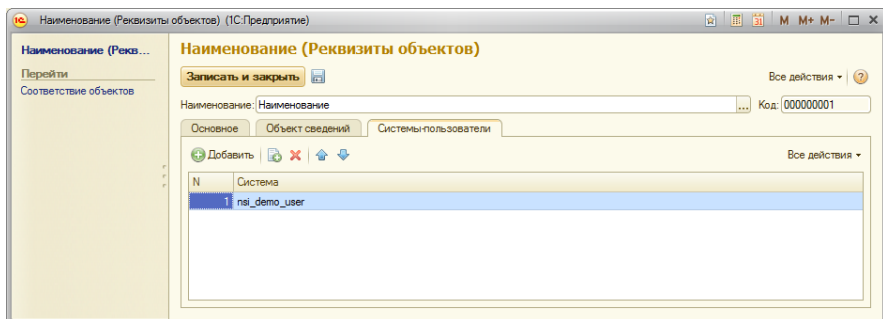 Наименование (Реквизиты объектов) (1С:Предприятие) 31 M M+ M-
Наименование (Рекв...
Перейти
Соответствие объектов
Наименование (Реквизиты объектов)
Записать и закрыть Все действия ?
Наименование: Наименование ... Код: 000000001
Основное Объект сведений Системы-пользователи
Добавить Все действия
N Система
1 nsi_demo_user